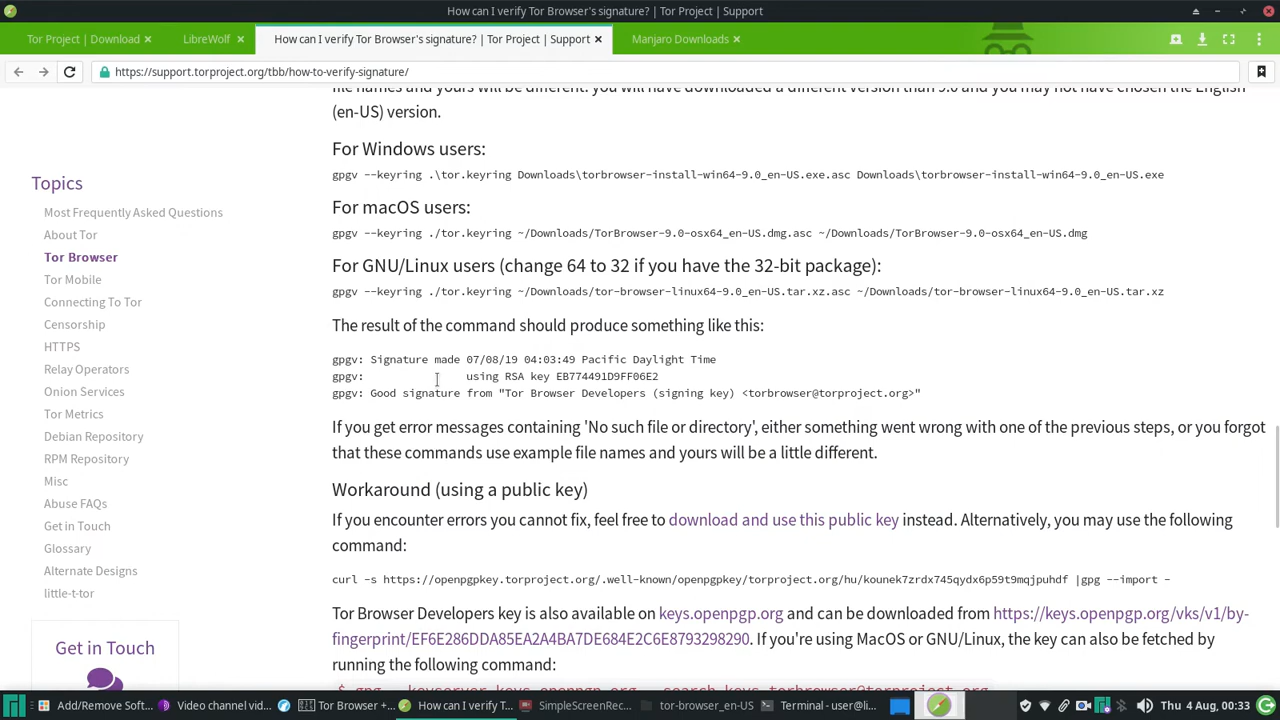 How can I verify Tor Browser's signature? | Tor Project | Support
Tor Project | Download
LibreWolf
How can I verify Tor Browser's signature? | Tor Project | Support
Manjaro Downloads
https://support.torproject.org/tbb/how-to-verify-signature/
file names and yours will be different: you will have downloaded a different version than 9.0 and you may not have chosen the English
(en-US) version.
For Windows users:
gpgv --keyring .\tor.keyring Downloads\torbrowser-install-win64-9.0_en-US.exe.asc Downloads\torbrowser-install-win64-9.0_en-US.exe
For macOS users:
gpgv --keyring ./tor.keyring ~/Downloads/TorBrowser-9.0-osx64_en-US.dmg.asc ~/Downloads/TorBrowser-9.0-osx64_en-US.dmg
For GNU/Linux users (change 64 to 32 if you have the 32-bit package):
gpgv --keyring ./tor.keyring ~/Downloads/tor-browser-linux64-9.0_en-US.tar.xz.asc ~/Downloads/tor-browser-linux64-9.0_en-US.tar.xz
The result of the command should produce something like this:
gpgv: Signature made 07/08/19 04:03:49 Pacific Daylight Time
gpgv:                using RSA key EB774491D9FF06E2
gpgv: Good signature from "Tor Browser Developers (signing key) <torbrowser@torproject.org>"
If you get error messages containing 'No such file or directory', either something went wrong with one of the previous steps, or you forgot
that these commands use example file names and yours will be a little different.
Workaround (using a public key)
If you encounter errors you cannot fix, feel free to download and use this public key instead. Alternatively, you may use the following
command:
curl -s https://openpgpkey.torproject.org/.well-known/openpgpkey/torproject.org/hu/kounek7zrdx745qydx6p59t9mqjpuhdf |gpg --import -
Tor Browser Developers key is also available on keys.openpgp.org and can be downloaded from https://keys.openpgp.org/vks/v1/by-
fingerprint/EF6E286DDA85EA2A4BA7DE684E2C6E8793298290. If you're using MacOS or GNU/Linux, the key can also be fetched by
running the following command:
$ gpg --keyserver keys.openpgp.org --search-keys torbrowser@torproject.org
Topics
Most Frequently Asked Questions
About Tor
Tor Browser
Tor Mobile
Connecting To Tor
Censorship
HTTPS
Relay Operators
Onion Services
Tor Metrics
Debian Repository
RPM Repository
Misc
Abuse FAQs
Get in Touch
Glossary
Alternate Designs
little-t-tor
Get in Touch
Add/Remove Soft...
Video channel vid...
Tor Browser +...
How can I verify T...
SimpleScreenRec...
tor-browser_en-US
Terminal - user@li...
Thu 4 Aug, 00:33